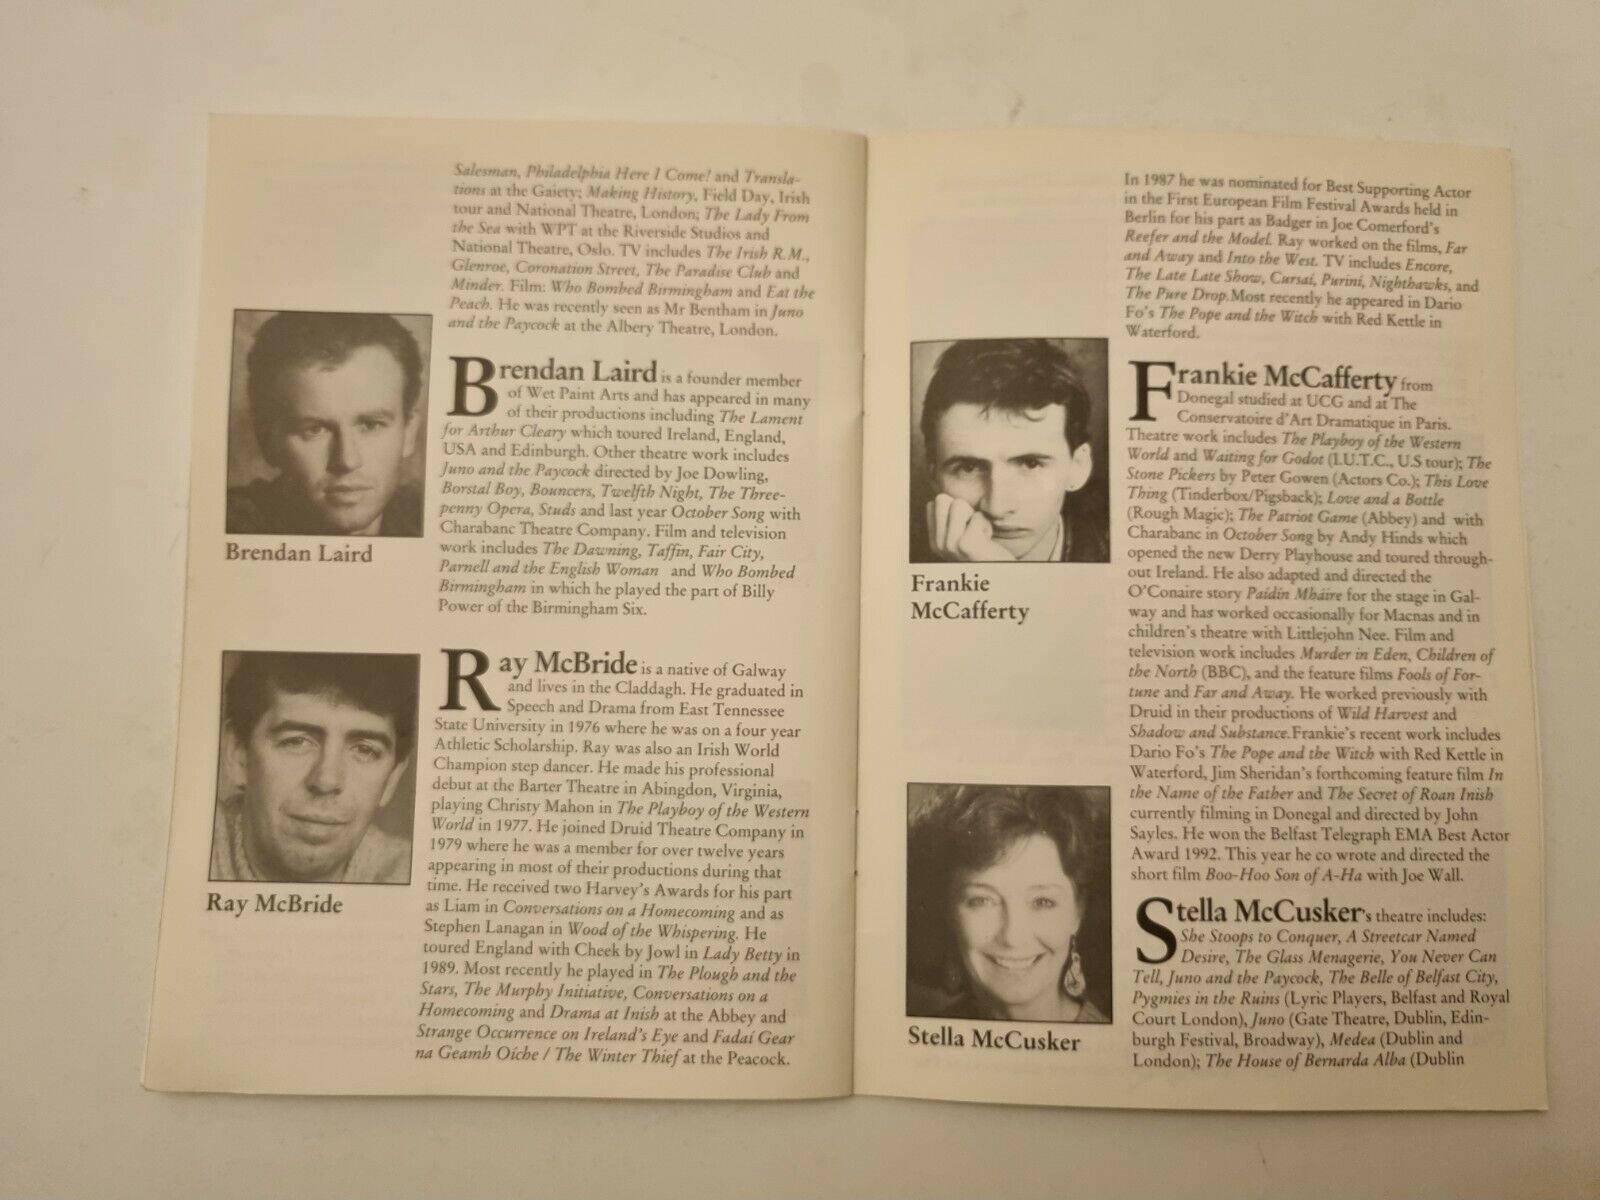 Salesman, Philadelphia Here I Come! and Transla-
tions at the Gaiety; Making History, Field Day, Irish
tour and National Theatre, London; The Lady From
the Sea with WPT at the Riverside Studios and
National Theatre, Oslo. TV includes The Irish R.M.,
Glenroe, Coronation Street, The Paradise Club and
Minder. Film: Who Bombed Birmingham and Eat the
Peach. He was recently seen as Mr Bentham in Juno
and the Paycock at the Albery Theatre, London.
Brendan Laird
Brendan Laird is a founder member
of Wet Paint Arts and has appeared in many
of their productions including The Lament
for Arthur Cleary which toured Ireland, England,
USA and Edinburgh. Other theatre work includes
Juno and the Paycock directed by Joe Dowling,
Borstal Boy, Bouncers, Twelfth Night, The Three-
penny Opera, Studs and last year October Song with
Charabanc Theatre Company. Film and television
work includes The Dawning, Taffin, Fair City,
Parnell and the English Woman and Who Bombed
Birmingham in which he played the part of Billy
Power of the Birmingham Six.
Ray McBride
Ray McBride is a native of Galway
and lives in the Claddagh. He graduated in
Speech and Drama from East Tennessee
State University in 1976 where he was on a four year
Athletic Scholarship. Ray was also an Irish World
Champion step dancer. He made his professional
debut at the Barter Theatre in Abingdon, Virginia,
playing Christy Mahon in The Playboy of the Western
World in 1977. He joined Druid Theatre Company in
1979 where he was a member for over twelve years
appearing in most of their productions during that
time. He received two Harvey's Awards for his part
as Liam in Conversations on a Homecoming and as
Stephen Lanagan in Wood of the Whispering. He
toured England with Cheek by Jowl in Lady Betty in
1989. Most recently he played in The Plough and the
Stars, The Murphy Initiative, Conversations on a
Homecoming and Drama at Inish at the Abbey and
Strange Occurrence on Ireland's Eye and Fadaí Gear
na Geamh Oíche / The Winter Thief at the Peacock.
In 1987 he was nominated for Best Supporting Actor
in the First European Film Festival Awards held in
Berlin for his part as Badger in Joe Comerford's
Reefer and the Model. Ray worked on the films, Far
and Away and Into the West. TV includes Encore,
The Late Late Show, Cursaí, Puriní, Nighthawks, and
The Pure Drop.Most recently he appeared in Dario
Fo's The Pope and the Witch with Red Kettle in
Waterford.
Frankie
McCafferty
Frankie McCafferty from
Donegal studied at UCG and at The
Conservatoire d'Art Dramatique in Paris.
Theatre work includes The Playboy of the Western
World and Waiting for Godot (I.U.T.C., U.S tour); The
Stone Pickers by Peter Gowen (Actors Co.); This Love
Thing (Tinderbox/Pigsback); Love and a Bottle
(Rough Magic); The Patriot Game (Abbey) and with
Charabanc in October Song by Andy Hinds which
opened the new Derry Playhouse and toured through-
out Ireland. He also adapted and directed the
O'Conaire story Paidin Mháire for the stage in Gal-
way and has worked occasionally for Macnas and in
children's theatre with Littlejohn Nee. Film and
television work includes Murder in Eden, Children of
the North (BBC), and the feature films Fools of For-
tune and Far and Away. He worked previously with
Druid in their productions of Wild Harvest and
Shadow and Substance.Frankie's recent work includes
Dario Fo's The Pope and the Witch with Red Kettle in
Waterford, Jim Sheridan's forthcoming feature film In
the Name of the Father and The Secret of Roan Inish
currently filming in Donegal and directed by John
Sayles. He won the Belfast Telegraph EMA Best Actor
Award 1992. This year he co wrote and directed the
short film Boo-Hoo Son of A-Ha with Joe Wall.
Stella McCusker
Stella McCusker's theatre includes:
She Stoops to Conquer, A Streetcar Named
Desire, The Glass Menagerie, You Never Can
Tell, Juno and the Paycock, The Belle of Belfast City,
Pygmies in the Ruins (Lyric Players, Belfast and Royal
Court London), Juno (Gate Theatre, Dublin, Edin-
burgh Festival, Broadway), Medea (Dublin and
London); The House of Bernarda Alba (Dublin